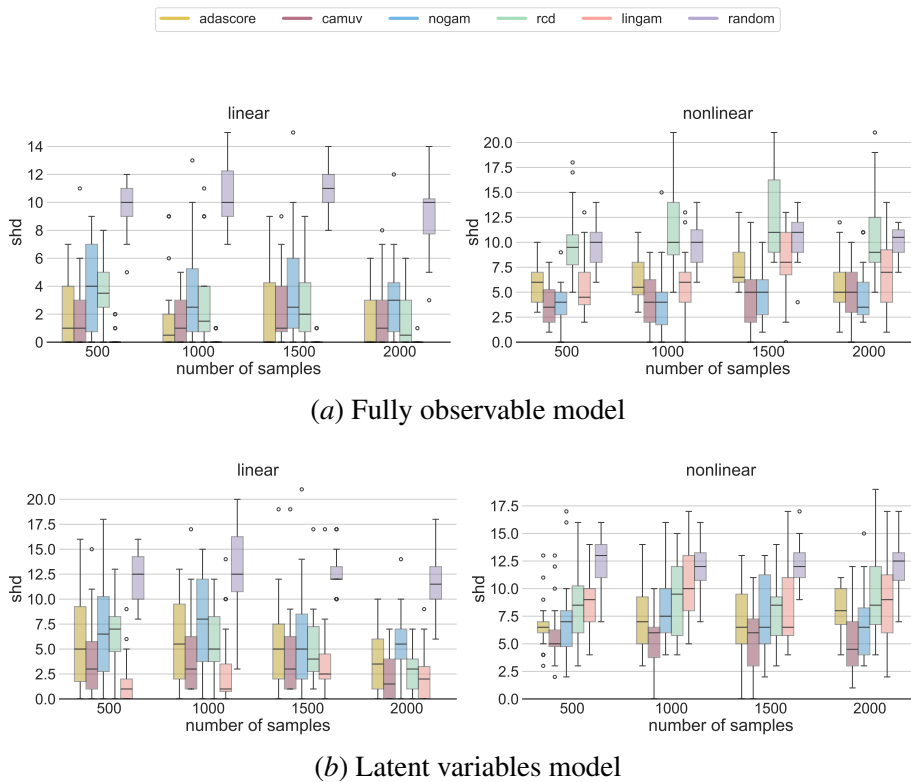 adascore camuv nogam rcd lingam random
linear
nonlinear
shd
14
12
10
8
6
4
2
0
500 1000 1500 2000
number of samples
shd
20.0
17.5
15.0
12.5
10.0
7.5
5.0
2.5
0.0
500 1000 1500 2000
number of samples
(a) Fully observable model
linear
nonlinear
shd
20.0
17.5
15.0
12.5
10.0
7.5
5.0
2.5
0.0
500 1000 1500 2000
number of samples
shd
17.5
15.0
12.5
10.0
7.5
5.0
2.5
0.0
500 1000 1500 2000
number of samples
(b) Latent variables model